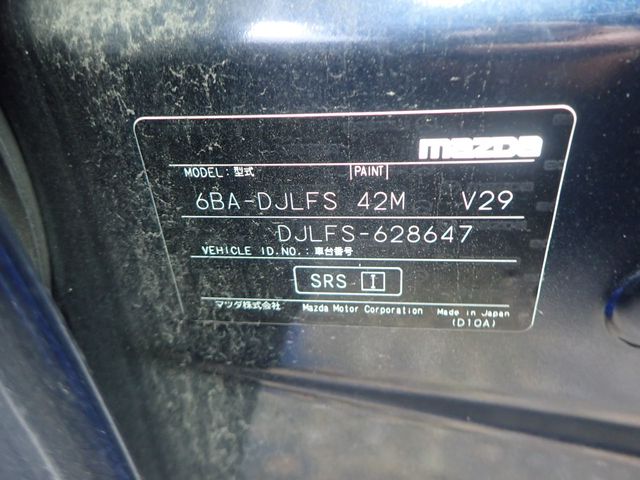 mazda
MODEL: 型式 PAINT
6BA-DJLFS 42M V29
DJLFS-628647
VEHICLE ID.NO.: 車台番号
SRS I
マツダ株式会社 Mazda Motor Corporation Made in Japan
(D10A)